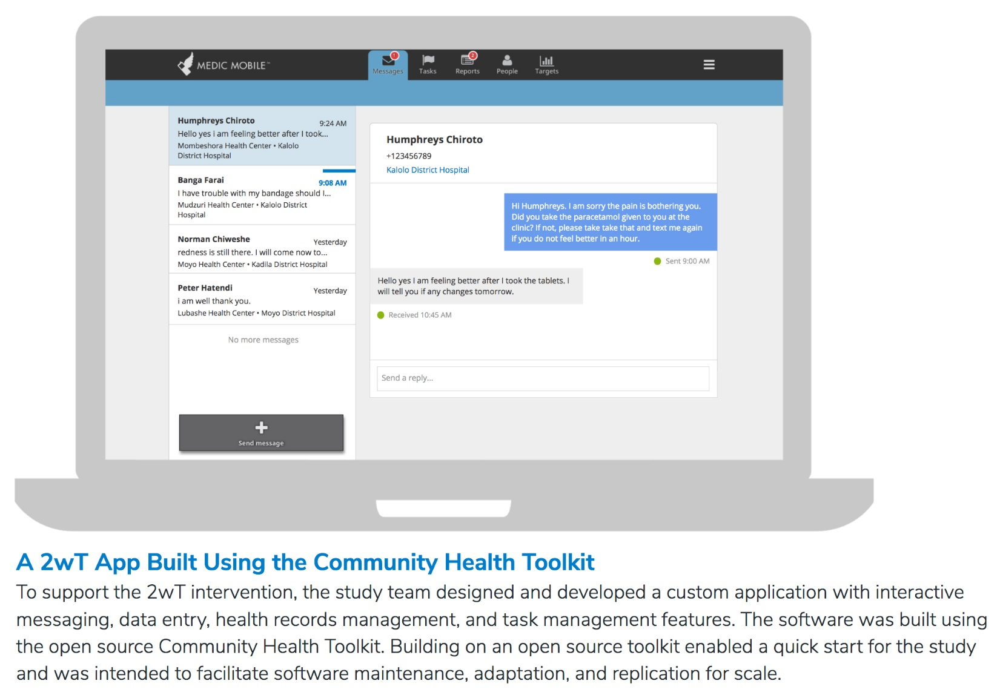 MEDIC MOBILE™
1
Messages
Tasks
2
Reports
People
Targets
Humphreys Chiroto
9:24 AM
Hello yes i am feeling better after I took...
Mombeshora Health Center • Kalolo
District Hospital
Banga Farai
9:08 AM
I have trouble with my bandage should I...
Mudzuri Health Center • Kalolo District
Hospital
Norman Chiweshe
Yesterday
redness is still there. I will come now to...
Moyo Health Center • Kadila District Hospital
Peter Hatendi
Yesterday
i am well thank you.
Lubashe Health Center • Moyo District Hospital
No more messages
Send message
Humphreys Chiroto
+123456789
Kalolo District Hospital
Hi Humphreys. I am sorry the pain is bothering you.
Did you take the paracetamol given to you at the
clinic? If not, please take take that and text me again
if you do not feel better in an hour.
Sent 9:00 AM
Hello yes I am feeling better after I took the tablets. I
will tell you if any changes tomorrow.
Received 10:45 AM
Send a reply...
A 2wT App Built Using the Community Health Toolkit
To support the 2wT intervention, the study team designed and developed a custom application with interactive
messaging, data entry, health records management, and task management features. The software was built using
the open source Community Health Toolkit. Building on an open source toolkit enabled a quick start for the study
and was intended to facilitate software maintenance, adaptation, and replication for scale.